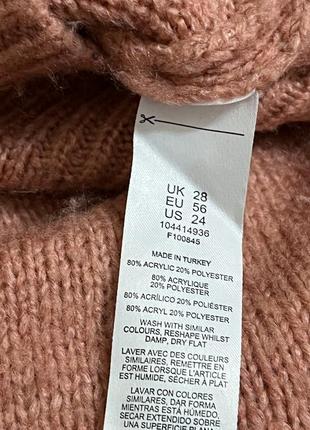 UK 28
EU 56
US 24
104414936
F100845
MADE IN TURKEY
80% ACRYLIC 20% POLYESTER
80% ACRYLIQUE
20% POLYESTER
80% ACRÍLICO 20% POLIÉSTER
80% ACRYL 20% POLYESTER
WASH WITH SIMILAR
COLOURS, RESHAPE WHILST
DAMP, DRY FLAT
LAVER AVEC DES COULEURS
SIMILAIRES, REMETTRE EN
FORME LORSQUE L'ARTICLE
EST HUMIDE, SÉCHER À PLAT
LAVAR CON COLORES
SIMILARES, DAR FORMA
MIENTRAS ESTÁ HÚMEDO,
SECAR EXTENDIDO SOBRE
UNA SUPERFICIE PLANA